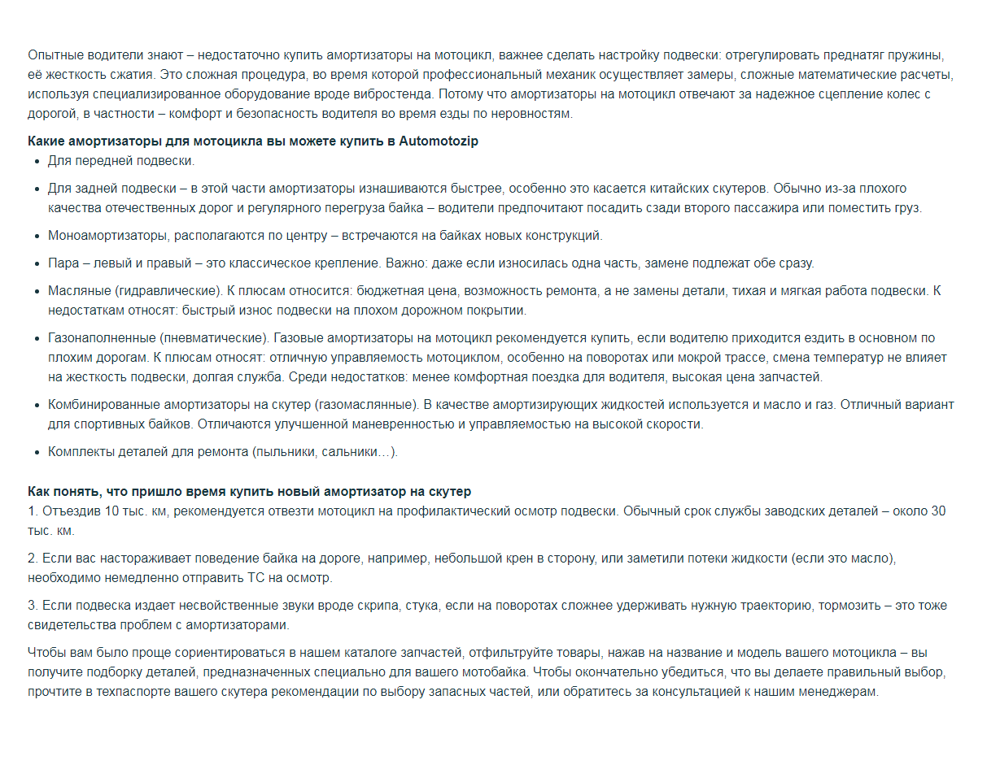 Опытные водители знают – недостаточно купить амортизаторы на мотоцикл, важнее сделать настройку подвески: отрегулировать преднатяг пружины,
её жесткость сжатия. Это сложная процедура, во время которой профессиональный механик осуществляет замеры, сложные математические расчеты,
используя специализированное оборудование вроде вибростенда. Потому что амортизаторы на мотоцикл отвечают за надежное сцепление колес с
дорогой, в частности – комфорт и безопасность водителя во время езды по неровностям.
Какие амортизаторы для мотоцикла вы можете купить в Automotozip
• Для передней подвески.
• Для задней подвески – в этой части амортизаторы изнашиваются быстрее, особенно это касается китайских скутеров. Обычно из-за плохого
качества отечественных дорог и регулярного перегруза байка – водители предпочитают посадить сзади второго пассажира или поместить груз.
• Моноамортизаторы, располагаются по центру – встречаются на байках новых конструкций.
• Пара – левый и правый – это классическое крепление. Важно: даже если износилась одна часть, замене подлежат обе сразу.
• Масляные (гидравлические). К плюсам относится: бюджетная цена, возможность ремонта, а не замены детали, тихая и мягкая работа подвески. К
недостаткам относят: быстрый износ подвески на плохом дорожном покрытии.
• Газонаполненные (пневматические). Газовые амортизаторы на мотоцикл рекомендуется купить, если водителю приходится ездить в основном по
плохим дорогам. К плюсам относят: отличную управляемость мотоциклом, особенно на поворотах или мокрой трассе, смена температур не влияет
на жесткость подвески, долгая служба. Среди недостатков: менее комфортная поездка для водителя, высокая цена запчастей.
• Комбинированные амортизаторы на скутер (газомаслянные). В качестве амортизирующих жидкостей используется и масло и газ. Отличный вариант
для спортивных байков. Отличаются улучшенной маневренностью и управляемостью на высокой скорости.
• Комплекты деталей для ремонта (пыльники, сальники…).
Как понять, что пришло время купить новый амортизатор на скутер
1. Отъездив 10 тыс. км, рекомендуется отвезти мотоцикл на профилактический осмотр подвески. Обычный срок службы заводских деталей – около 30
тыс. км.
2. Если вас настораживает поведение байка на дороге, например, небольшой крен в сторону, или заметили потеки жидкости (если это масло),
необходимо немедленно отправить ТС на осмотр.
3. Если подвеска издает несвойственные звуки вроде скрипа, стука, если на поворотах сложнее удерживать нужную траекторию, тормозить – это тоже
свидетельства проблем с амортизаторами.
Чтобы вам было проще сориентироваться в нашем каталоге запчастей, отфильтруйте товары, нажав на название и модель вашего мотоцикла – вы
получите подборку деталей, предназначенных специально для вашего мотобайка. Чтобы окончательно убедиться, что вы делаете правильный выбор,
прочтите в техпаспорте вашего скутера рекомендации по выбору запасных частей, или обратитесь за консультацией к нашим менеджерам.